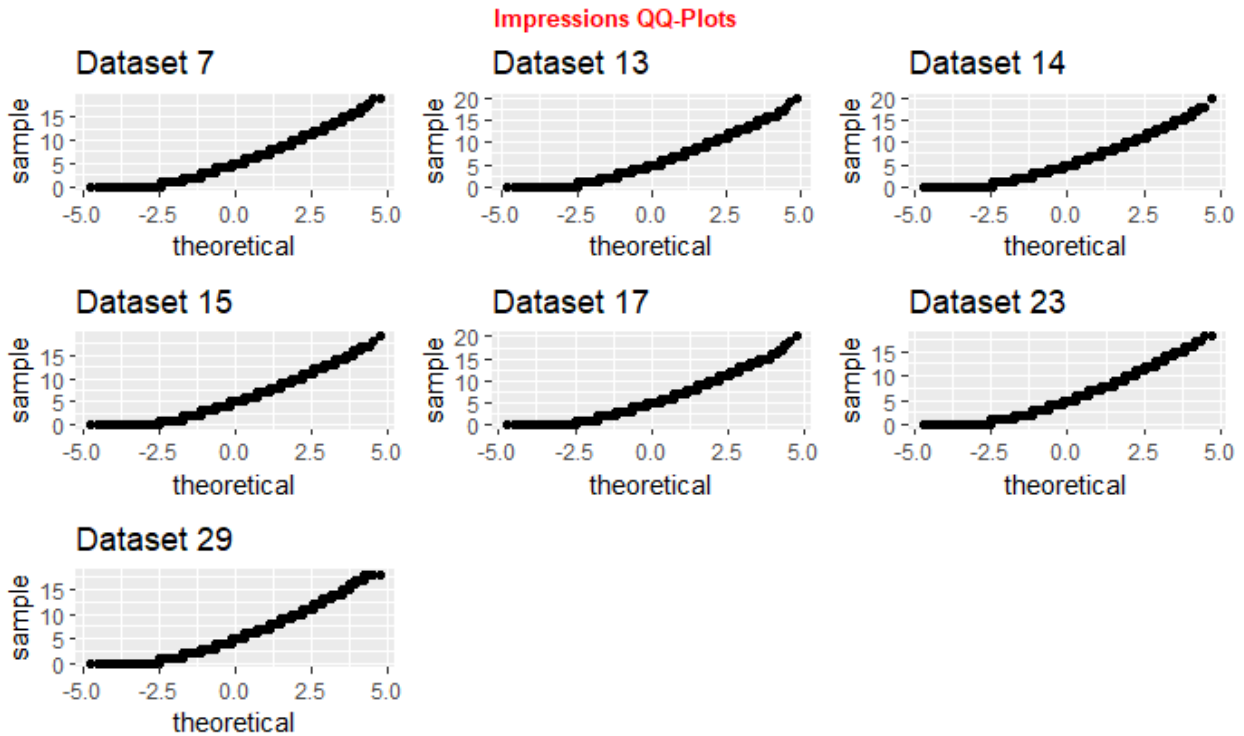 Impressions QQ-Plots
Dataset 7
Dataset 13
Dataset 14
sample
15
10
5
0
-5.0 -2.5 0.0 2.5 5.0
theoretical
sample
20
15
10
5
0
-5.0 -2.5 0.0 2.5 5.0
theoretical
sample
20
15
10
5
0
-5.0 -2.5 0.0 2.5 5.0
theoretical
Dataset 15
Dataset 17
Dataset 23
sample
15
10
5
0
-5.0 -2.5 0.0 2.5 5.0
theoretical
sample
20
15
10
5
0
-5.0 -2.5 0.0 2.5 5.0
theoretical
sample
15
10
5
0
-5.0 -2.5 0.0 2.5 5.0
theoretical
Dataset 29
sample
15
10
5
0
-5.0 -2.5 0.0 2.5 5.0
theoretical